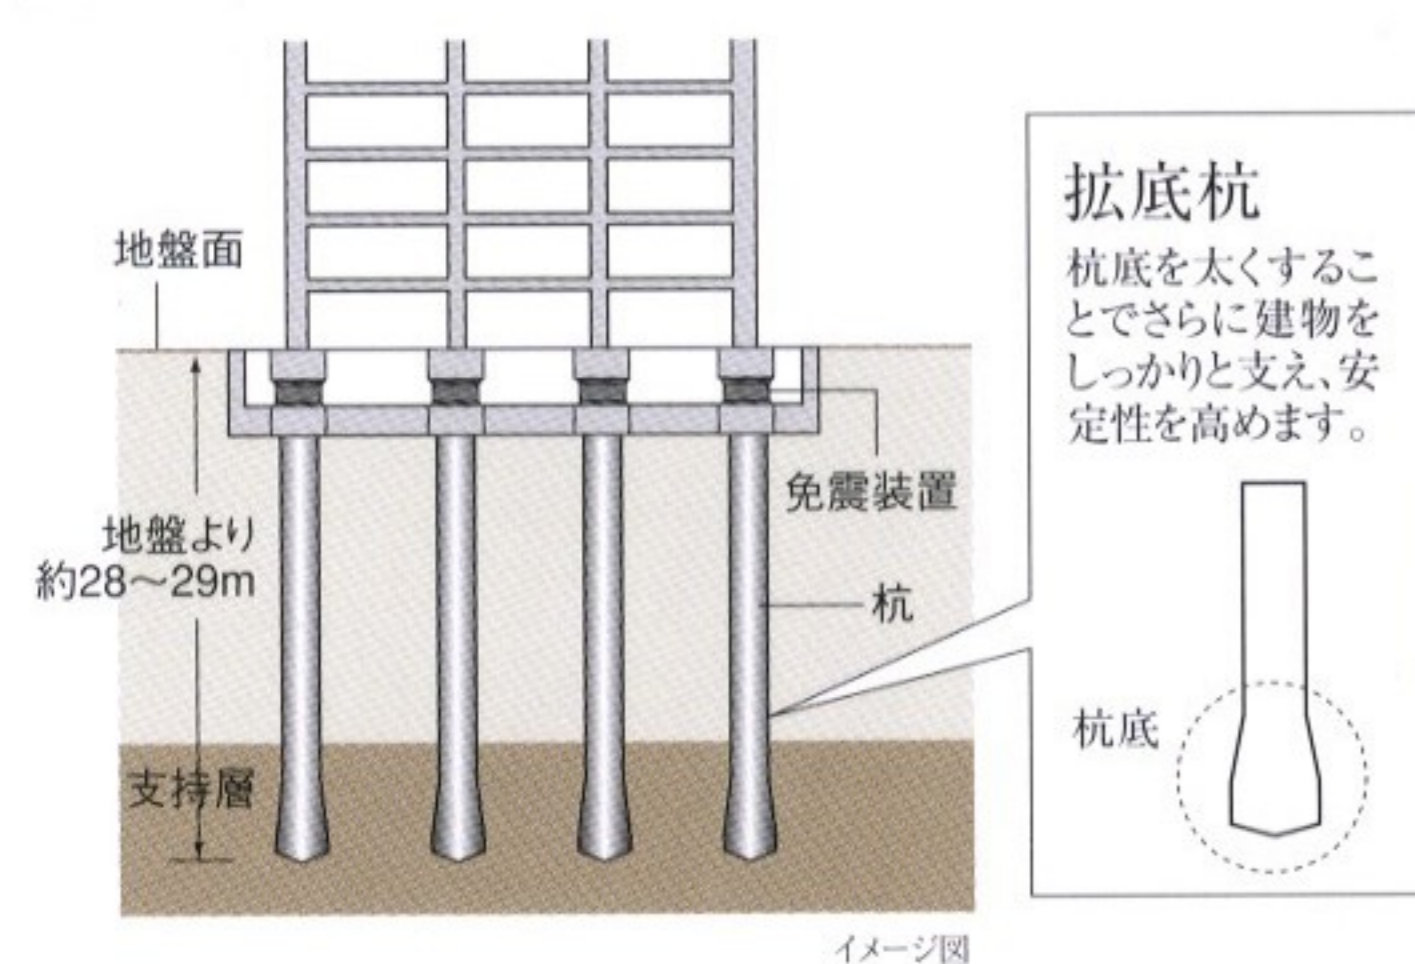 地盤面
地盤より
約28～29m
支持層
免震装置
杭
拡底杭
杭底を太くするこ
とでさらに建物を
しっかりと支え、安
定性を高めます。
杭底
イメージ図